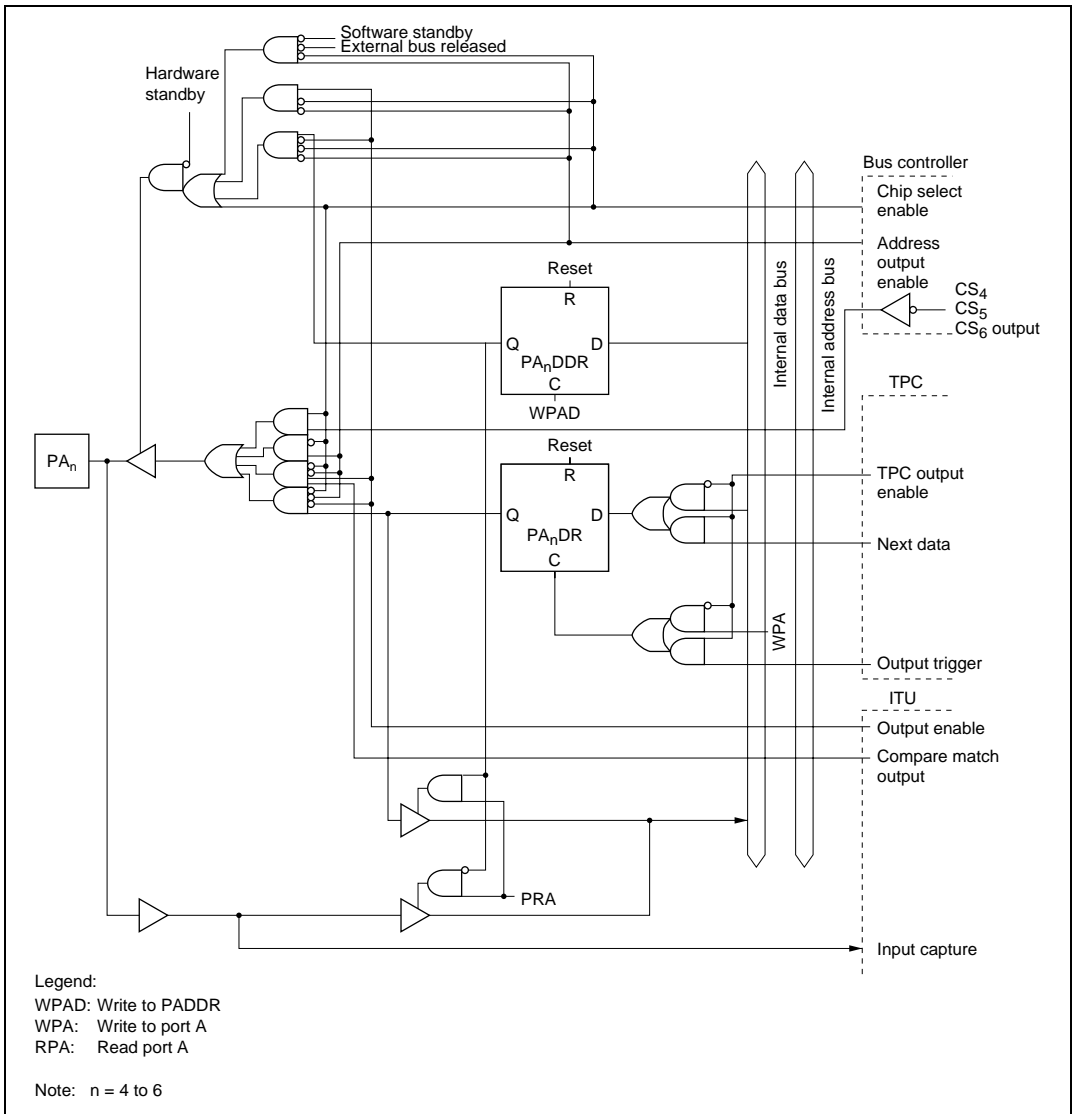 Software standby
External bus released
Hardware
standby
Bus controller
Chip select
enable
Address
output
enable
CS4
CS5
CS6 output
Internal data bus
Internal address bus
Reset
R
Q
D
PAnDDR
C
WPAD
TPC
PAn
Reset
R
Q
D
PAnDR
C
TPC output
enable
Next data
WPA
Output trigger
ITU
Output enable
Compare match
output
PRA
Input capture
Legend:
WPAD: Write to PADDR
WPA: Write to port A
RPA: Read port A
Note: n = 4 to 6